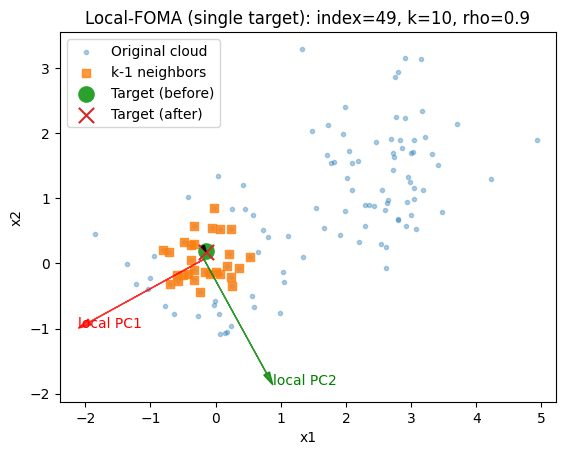 Local-FOMA (single target): index=49, k=10, rho=0.9
Original cloud
k-1 neighbors
Target (before)
Target (after)
x2
3
2
1
0
−1
−2
local PC1
local PC2
−2
−1
0
1
2
3
4
5
x1